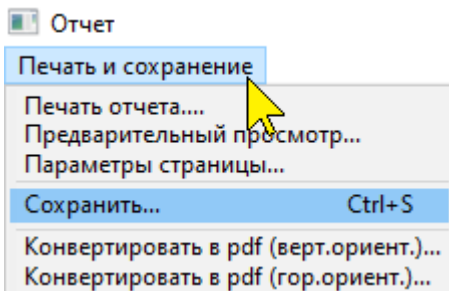 Отчет
Печать и сохранение
Печать отчета....
Предварительный просмотр...
Параметры страницы...
Сохранить... Ctrl+S
Конвертировать в pdf (верт.ориент.)...
Конвертировать в pdf (гор.ориент.)...